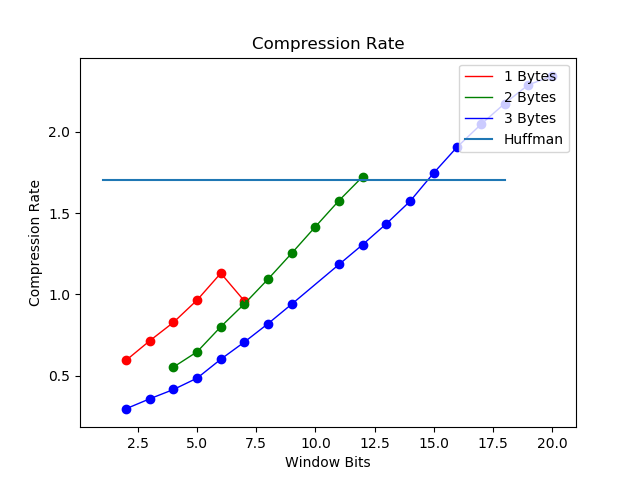 Compression Rate
1 Bytes
2 Bytes
3 Bytes
Huffman
Compression Rate
2.0
1.5
1.0
0.5
2.5 5.0 7.5 10.0 12.5 15.0 17.5 20.0
Window Bits